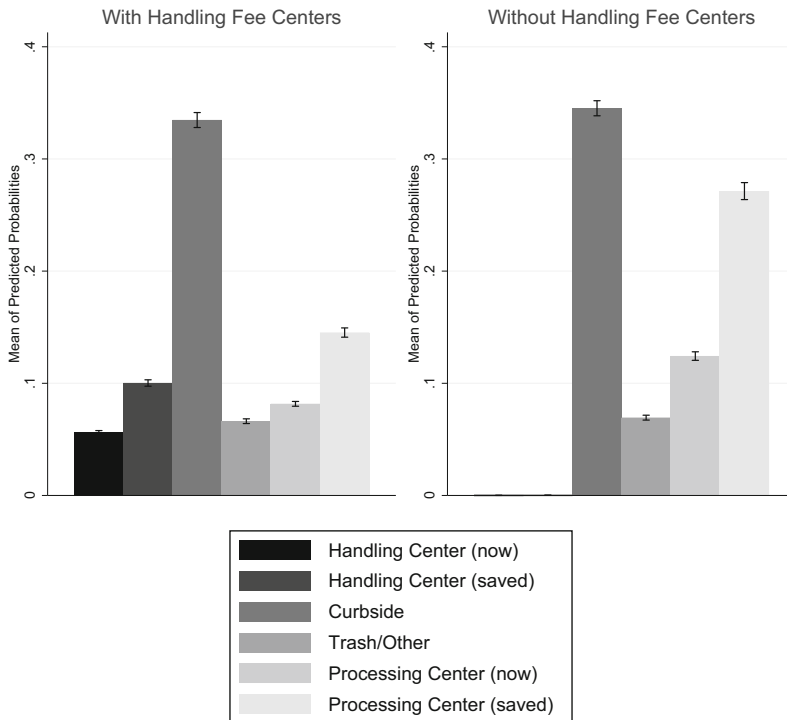 With Handling Fee Centers
Without Handling Fee Centers
Mean of Predicted Probabilities
.4
.3
.2
.1
0
Mean of Predicted Probabilities
.4
.3
.2
.1
0
Handling Center (now)
Handling Center (saved)
Curbside
Trash/Other
Processing Center (now)
Processing Center (saved)